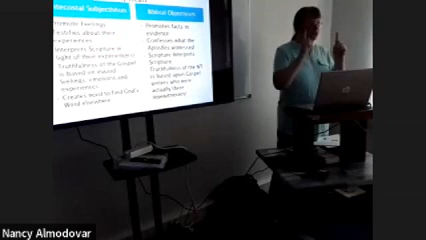 Pentecostal Subjectivism
Promote Feelings
Testifies about their
experiences
Interprets Scripture in
light of their experiences
Truthfulness of the Gospel
is based on inward
feelings, emotions and
experiences
Creates need to find God's
Word elsewhere
Biblical Objectivism
Promotes facts &
evidence
Confesses what the
Apostles witnessed
Scripture interprets
Scripture
Truthfulness of the NT
is based upon Gospel
writers who were
actually there
Nancy Almodovar